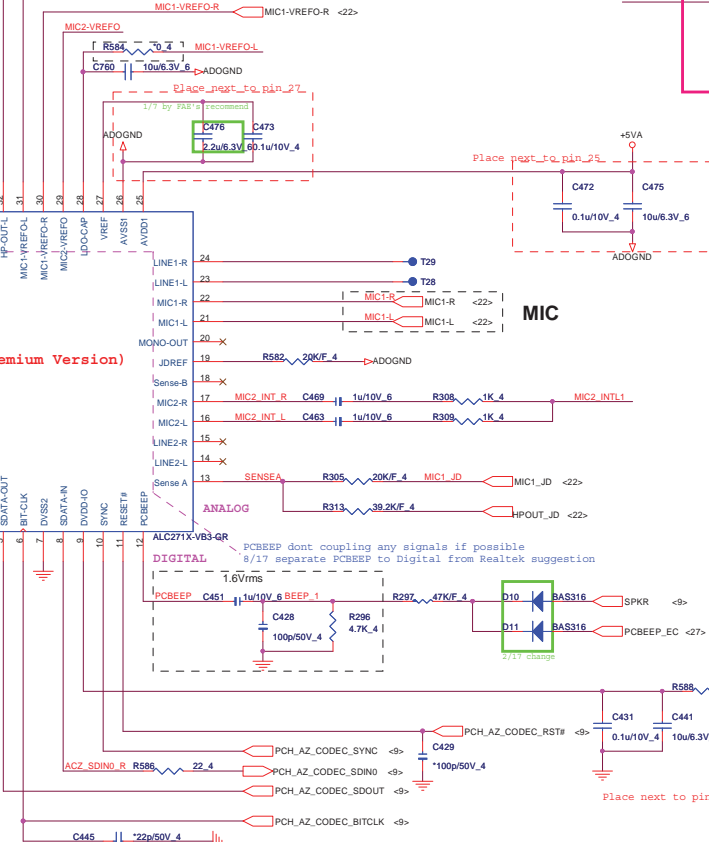 MIC1-VREFO-R
MIC1-VREFO-R <22>
MIC2-VREFO
R584 *0_4 MIC1-VREFO-L
C760 10u/6.3V_6 ADOGND
Place next to pin 27
1/7 by FAE's recommend
ADOGND
C476 C473
2.2u/6.3V_6 0.1u/10V_4
+5VA
Place next to pin 25
C472 C475
0.1u/10V_4 10u/6.3V_6
ADOGND
31 30 29 28 27 26 25
HP-OUT-L
MIC1-VREFO-L
MIC1-VREFO-R
MIC2-VREFO
LDO-CAP
VREF
AVSS1
AVDD1
LINE1-R 24 T29
LINE1-L 23 T28
MIC1-R 22 MIC1-R MIC1-R <22>
MIC1-L 21 MIC1-L MIC1-L <22>
MIC
MONO-OUT 20
emium Version)
JDREF 19 R582 20K/F_4 ADOGND
Sense-B 18
MIC2-R 17 MIC2_INT_R C469 1u/10V_6 R308 1K_4 MIC2_INTL1
MIC2-L 16 MIC2_INT_L C463 1u/10V_6 R309 1K_4
LINE2-R 15
LINE2-L 14
Sense A 13 SENSEA R305 20K/F_4 MIC1_JD MIC1_JD <22>
R313 39.2K/F_4 HPOUT_JD <22>
SDATA-OUT
BIT-CLK
DVSS2
SDATA-IN
DVDD-IO
SYNC
RESET#
PCBEEP
ANALOG
ALC271X-VB3-GR
5 6 7 8 9 10 11 12
DIGITAL
PCBEEP dont coupling any signals if possible
8/17 separate PCBEEP to Digital from Realtek suggestion
1.6Vrms
PCBEEP C451 1u/10V_6 BEEP_1 R297 47K/F_4 D10 BAS316 SPKR <9>
C428
100p/50V_4
R296
4.7K_4
D11 BAS316 PCBEEP_EC <27>
2/17 change
R588
C431 C441
0.1u/10V_4 10u/6.3V
PCH_AZ_CODEC_RST# <9>
PCH_AZ_CODEC_SYNC <9>
C429
*100p/50V_4
ACZ_SDIN0_R R586 22_4 PCH_AZ_CODEC_SDIN0 <9>
PCH_AZ_CODEC_SDOUT <9>
Place next to pin
PCH_AZ_CODEC_BITCLK <9>
C445 *22p/50V_4